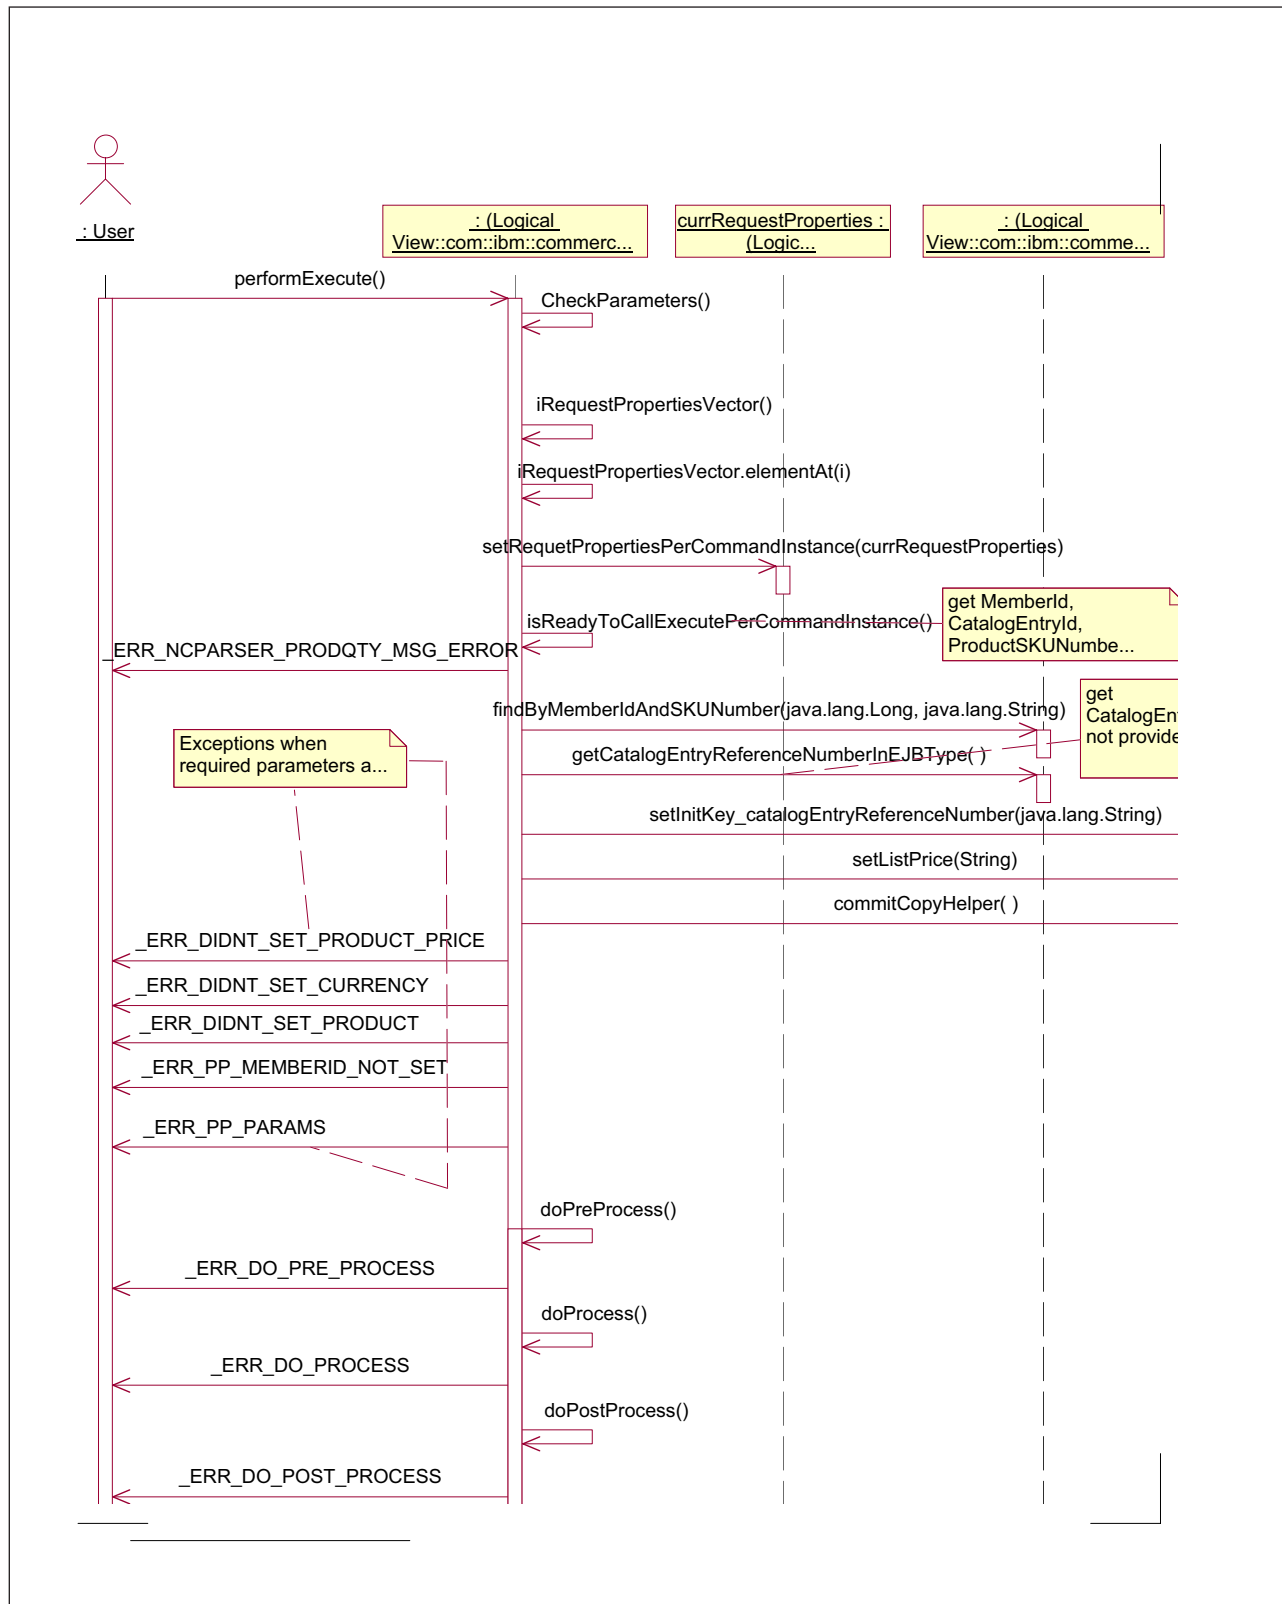 : User
: (Logical
View::com::ibm::commerc...
currRequestProperties :
(Logic...
: (Logical
View::com::ibm::comme...
performExecute()
CheckParameters()
iRequestPropertiesVector()
iRequestPropertiesVector.elementAt(i)
setRequetPropertiesPerCommandInstance(currRequestProperties)
get MemberId,
CatalogEntryId,
ProductSKUNumbe...
isReadyToCallExecutePerCommandInstance()
_ERR_NCPARSER_PRODQTY_MSG_ERROR
get
CatalogEn
not provide
findByMemberIdAndSKUNumber(java.lang.Long, java.lang.String)
Exceptions when
required parameters a...
getCatalogEntryReferenceNumberInEJBType( )
setInitKey_catalogEntryReferenceNumber(java.lang.String)
setListPrice(String)
commitCopyHelper( )
_ERR_DIDNT_SET_PRODUCT_PRICE
_ERR_DIDNT_SET_CURRENCY
_ERR_DIDNT_SET_PRODUCT
_ERR_PP_MEMBERID_NOT_SET
_ERR_PP_PARAMS
doPreProcess()
_ERR_DO_PRE_PROCESS
doProcess()
_ERR_DO_PROCESS
doPostProcess()
_ERR_DO_POST_PROCESS